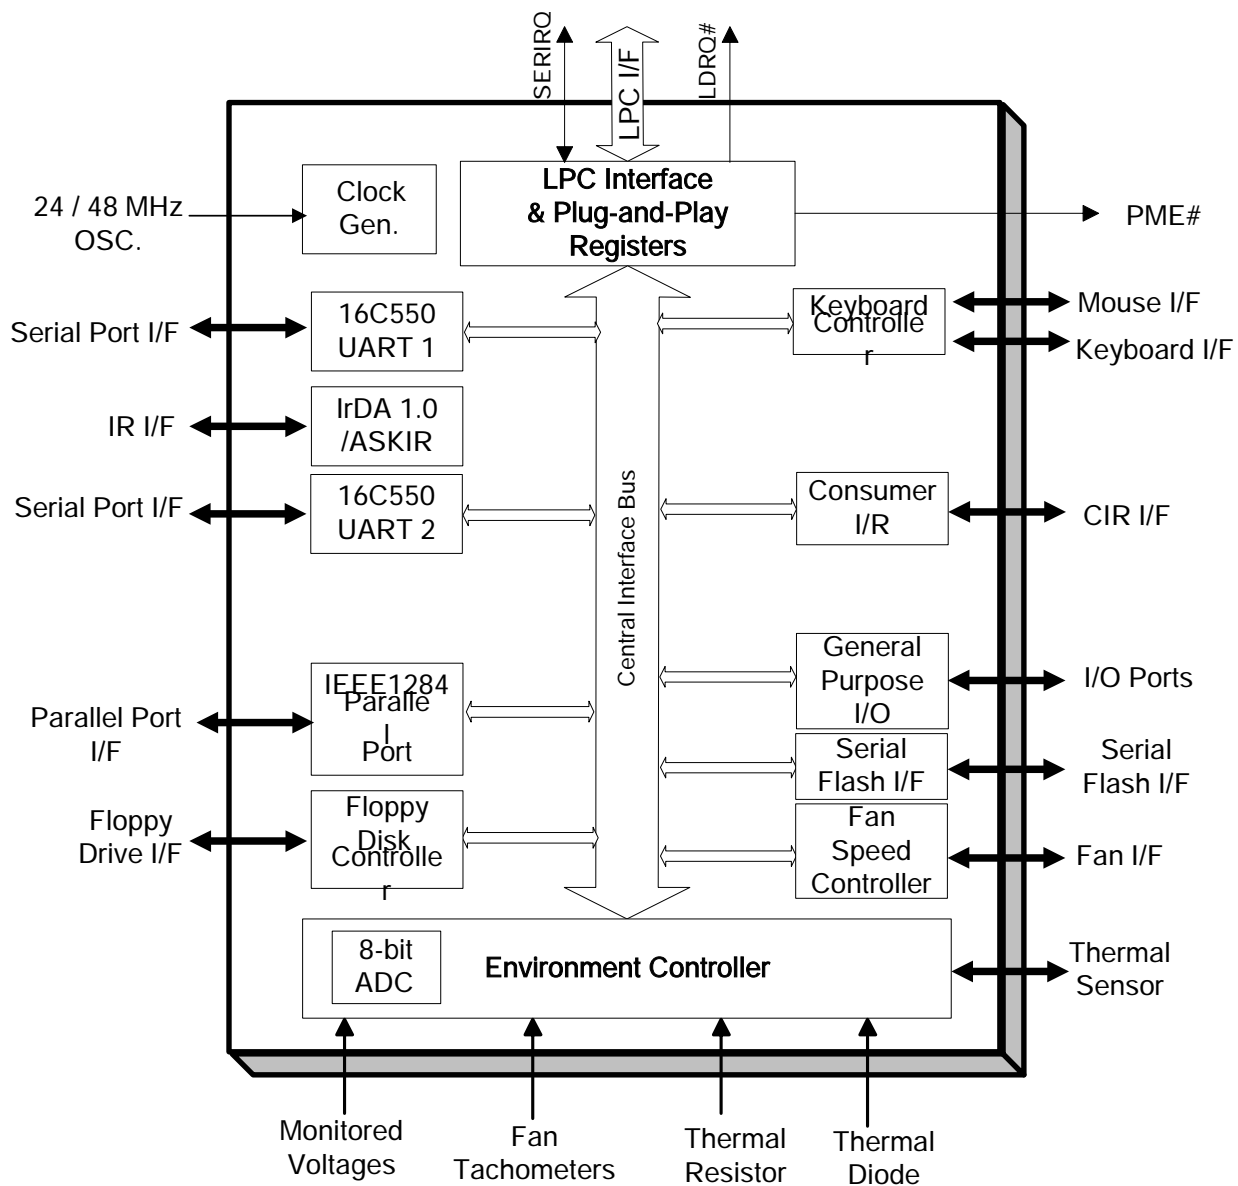 SERIRQ
LPC I/F
LDRQ#
24 / 48 MHz
OSC.
Clock
Gen.
LPC Interface
& Plug-and-Play
Registers
PME#
Serial Port I/F
16C550
UART 1
Keyboard
Controlle
r
Mouse I/F
Keyboard I/F
IR I/F
IrDA 1.0
/ASKIR
Serial Port I/F
16C550
UART 2
Central Interface Bus
Consumer
I/R
CIR I/F
Parallel Port
I/F
IEEE1284
Paralle
l
Port
General
Purpose
I/O
I/O Ports
Serial
Flash I/F
Serial
Flash I/F
Floppy
Drive I/F
Floppy
Disk
Controlle
r
Fan
Speed
Controller
Fan I/F
8-bit
ADC
Environment Controller
Thermal
Sensor
Monitored
Voltages
Fan
Tachometers
Thermal
Resistor
Thermal
Diode